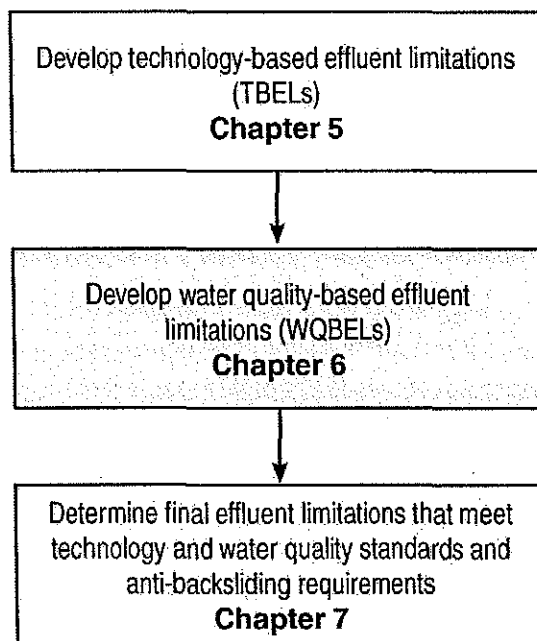 Develop technology-based effluent limitations
(TBELs)
Chapter 5
Develop water quality-based effluent
limitations (WQBELs)
Chapter 6
Determine final effluent limitations that meet
technology and water quality standards and
anti-backsliding requirements
Chapter 7